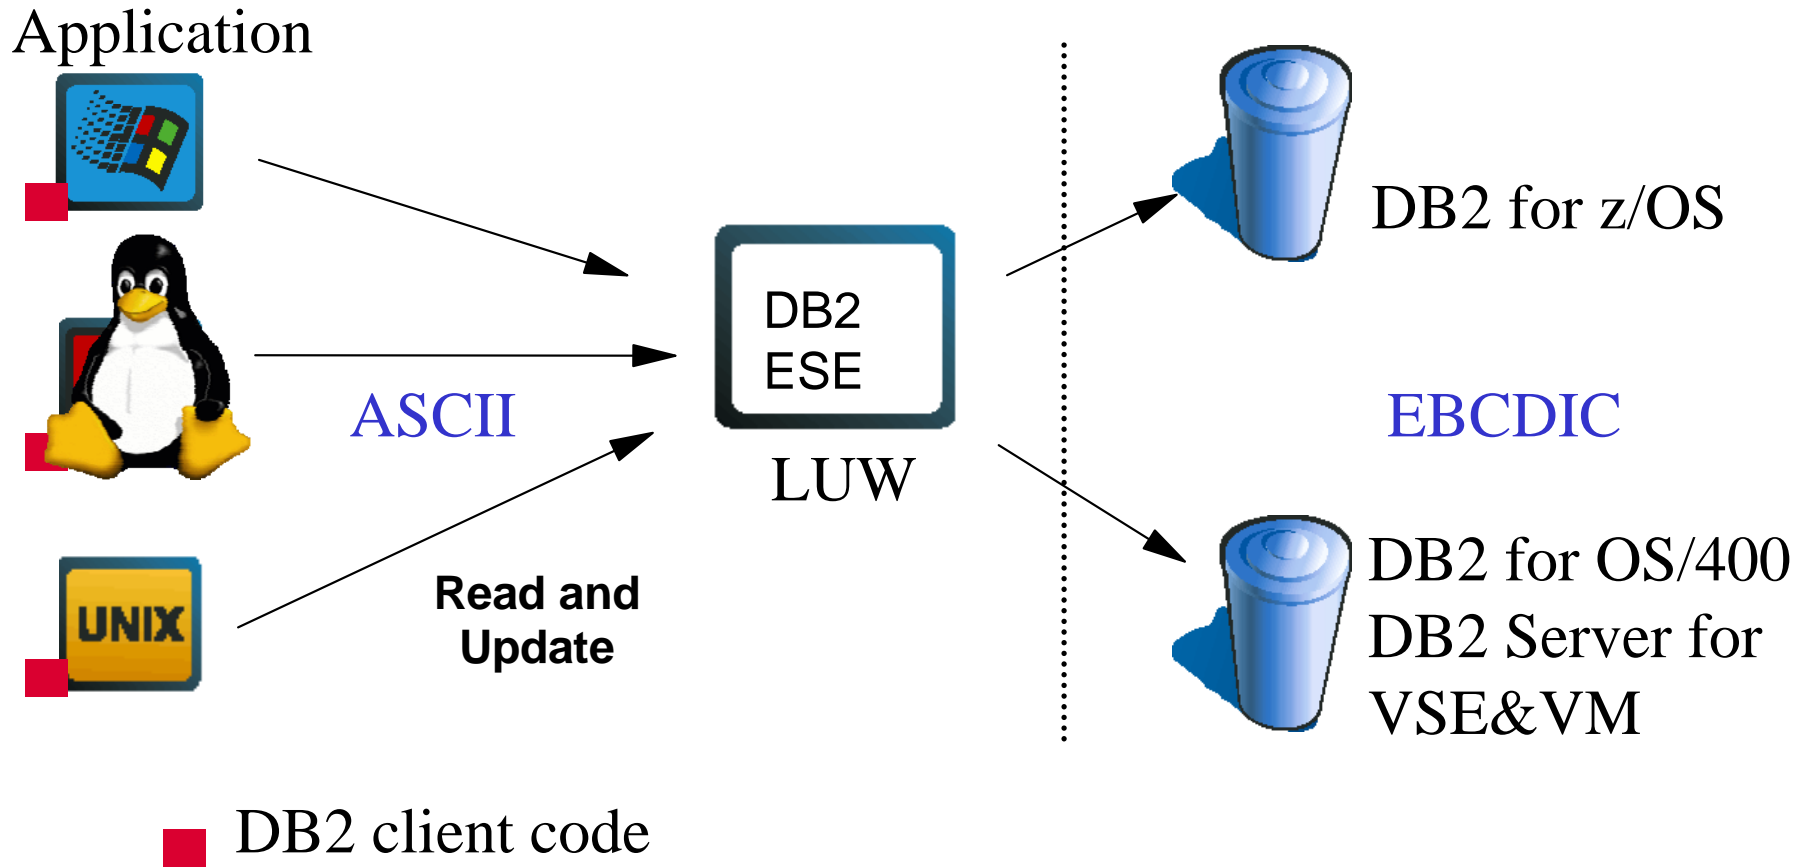 Application
DB2 for z/OS
DB2
ESE
ASCII
EBCDIC
LUW
UNIX
Read and
Update
DB2 for OS/400
DB2 Server for
VSE&VM
DB2 client code